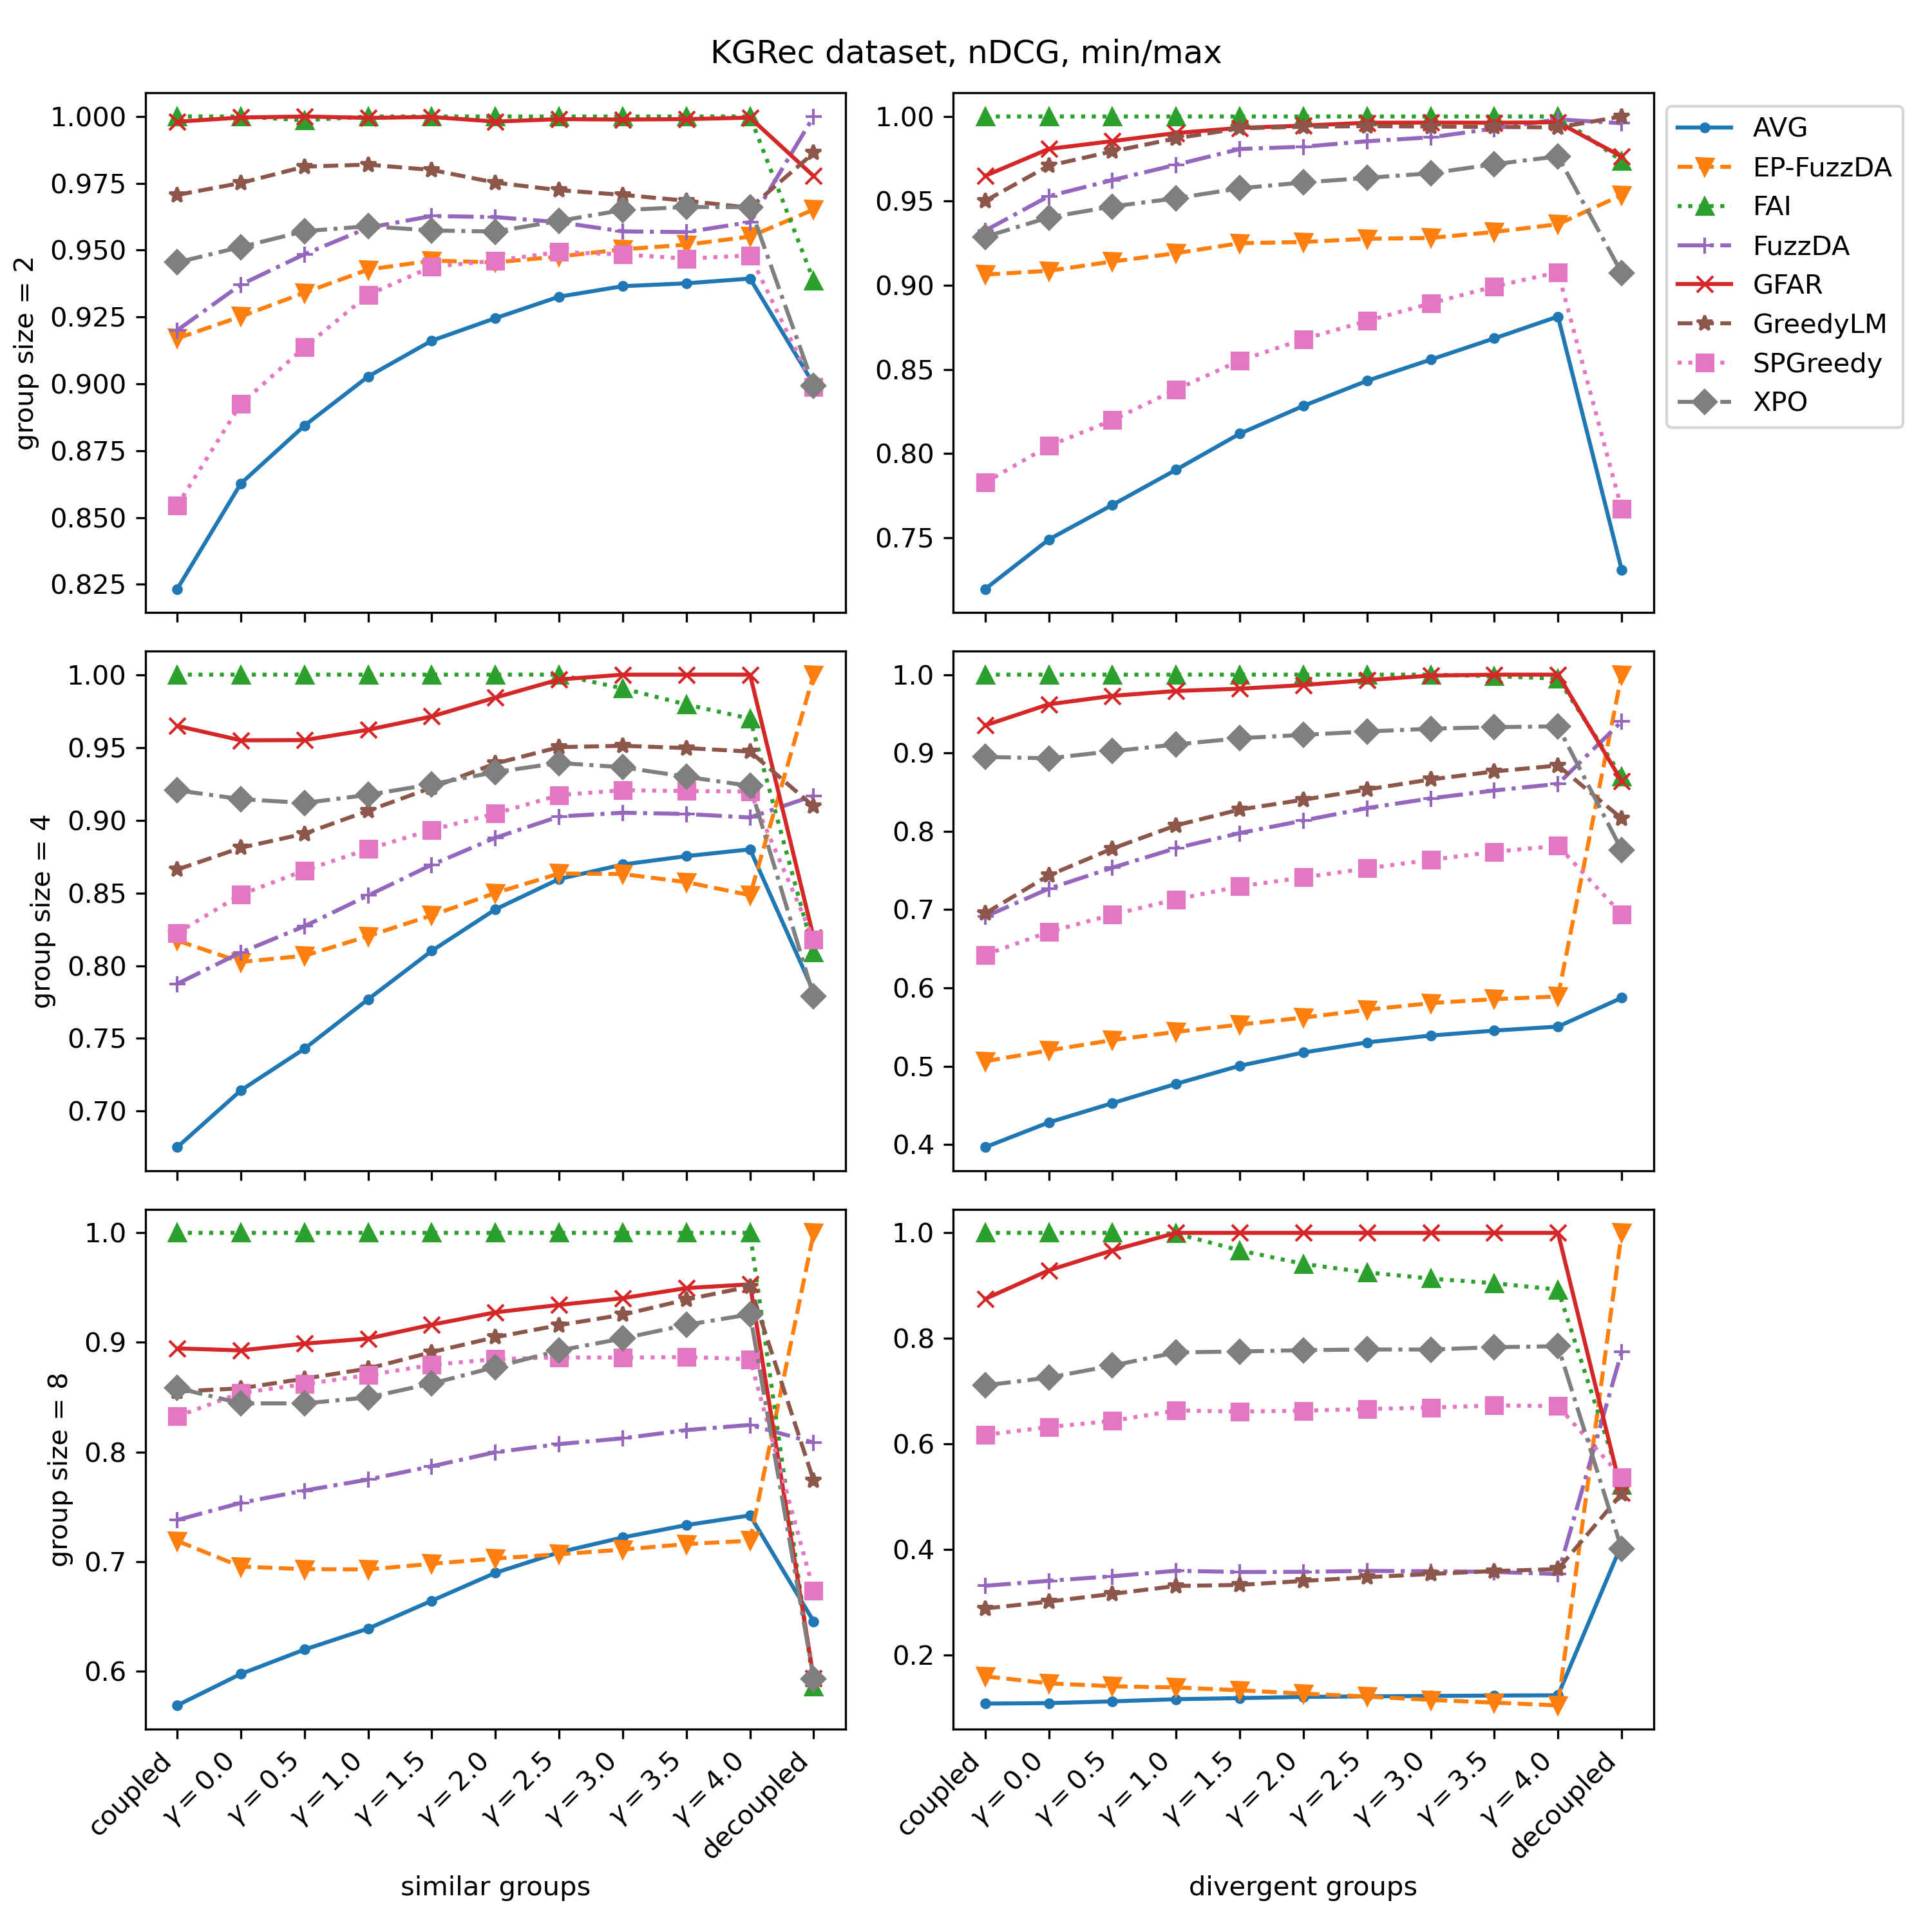 KGRec dataset, nDCG, min/max
group size = 2
1.000
0.975
0.950
0.925
0.900
0.875
0.850
0.825
1.00
0.95
0.90
0.85
0.80
0.75
AVG
EP-FuzzDA
FAI
FuzzDA
GFAR
GreedyLM
SPGreedy
XPO
group size = 4
1.00
0.95
0.90
0.85
0.80
0.75
0.70
1.0
0.9
0.8
0.7
0.6
0.5
0.4
group size = 8
1.0
0.9
0.8
0.7
0.6
1.0
0.8
0.6
0.4
0.2
coupled
γ = 0.0
γ = 0.5
γ = 1.0
γ = 1.5
γ = 2.0
γ = 2.5
γ = 3.0
γ = 3.5
γ = 4.0
decoupled
similar groups
coupled
γ = 0.0
γ = 0.5
γ = 1.0
γ = 1.5
γ = 2.0
γ = 2.5
γ = 3.0
γ = 3.5
γ = 4.0
decoupled
divergent groups